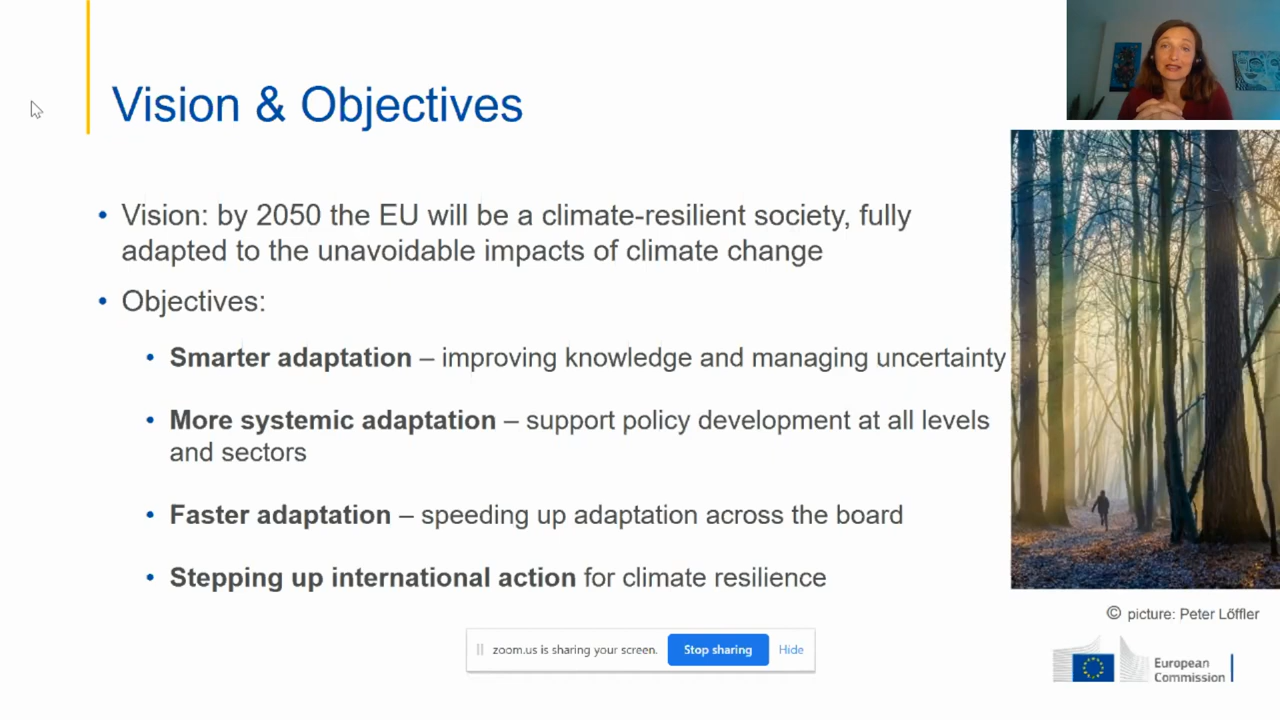 Vision & Objectives
• Vision: by 2050 the EU will be a climate-resilient society, fully
adapted to the unavoidable impacts of climate change
• Objectives:
• Smarter adaptation – improving knowledge and managing uncertainty
• More systemic adaptation – support policy development at all levels
and sectors
• Faster adaptation – speeding up adaptation across the board
• Stepping up international action for climate resilience
© picture: Peter Löffler
zoom.us is sharing your screen. Stop sharing Hide
European
Commission